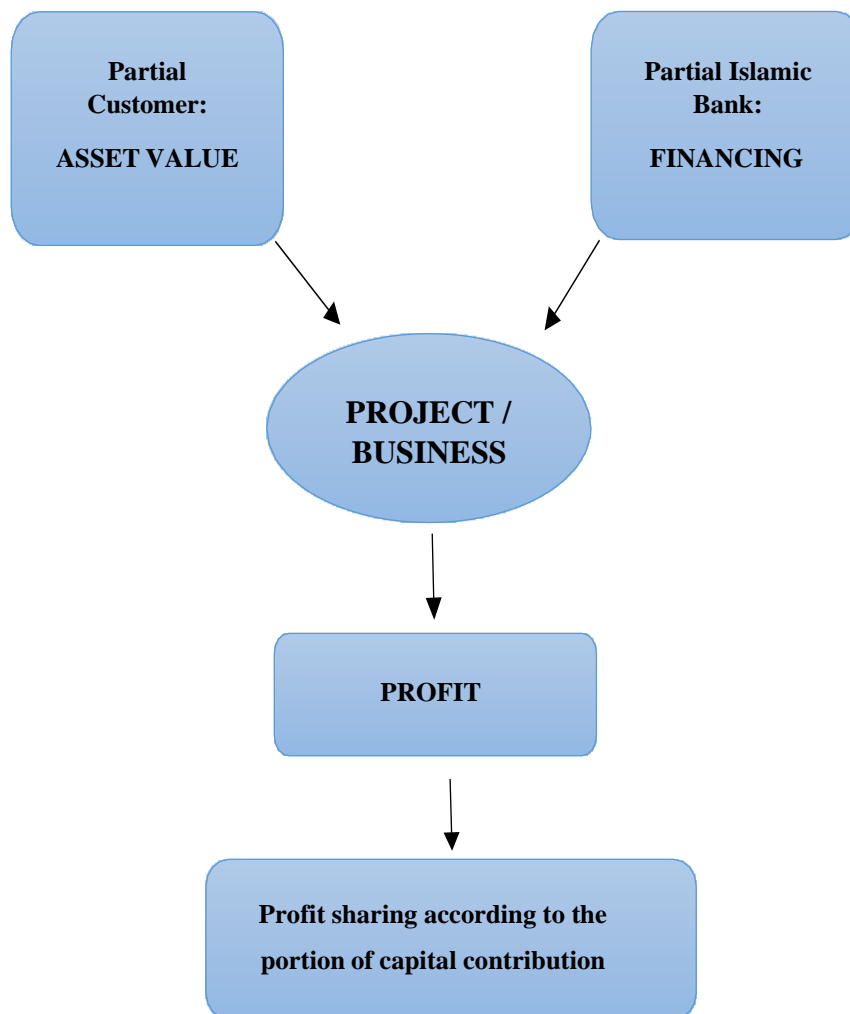 Partial
Customer:
ASSET VALUE
Partial Islamic
Bank:
FINANCING
PROJECT /
BUSINESS
PROFIT
Profit sharing according to the
portion of capital contribution